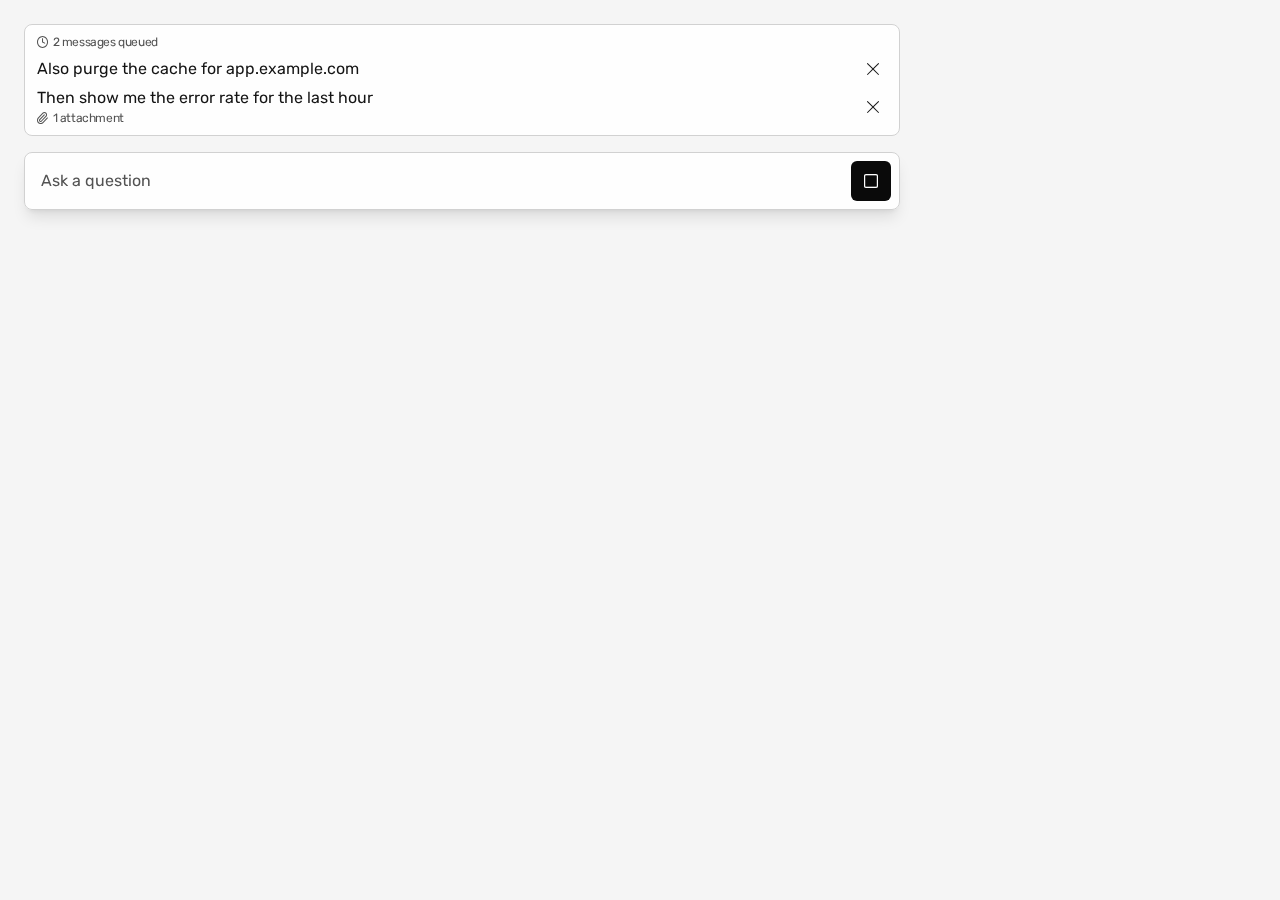 2 messages queued
Also purge the cache for app.example.com
Then show me the error rate for the last hour
1 attachment
Ask a question